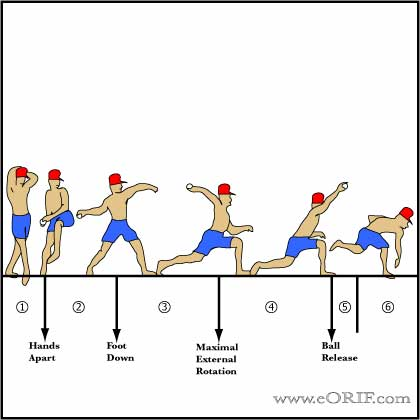 ① ② ③ ④ ⑤ ⑥
Hands
Apart
Foot
Down
Maximal
External
Rotation
Ball
Release
www.eORIF.com